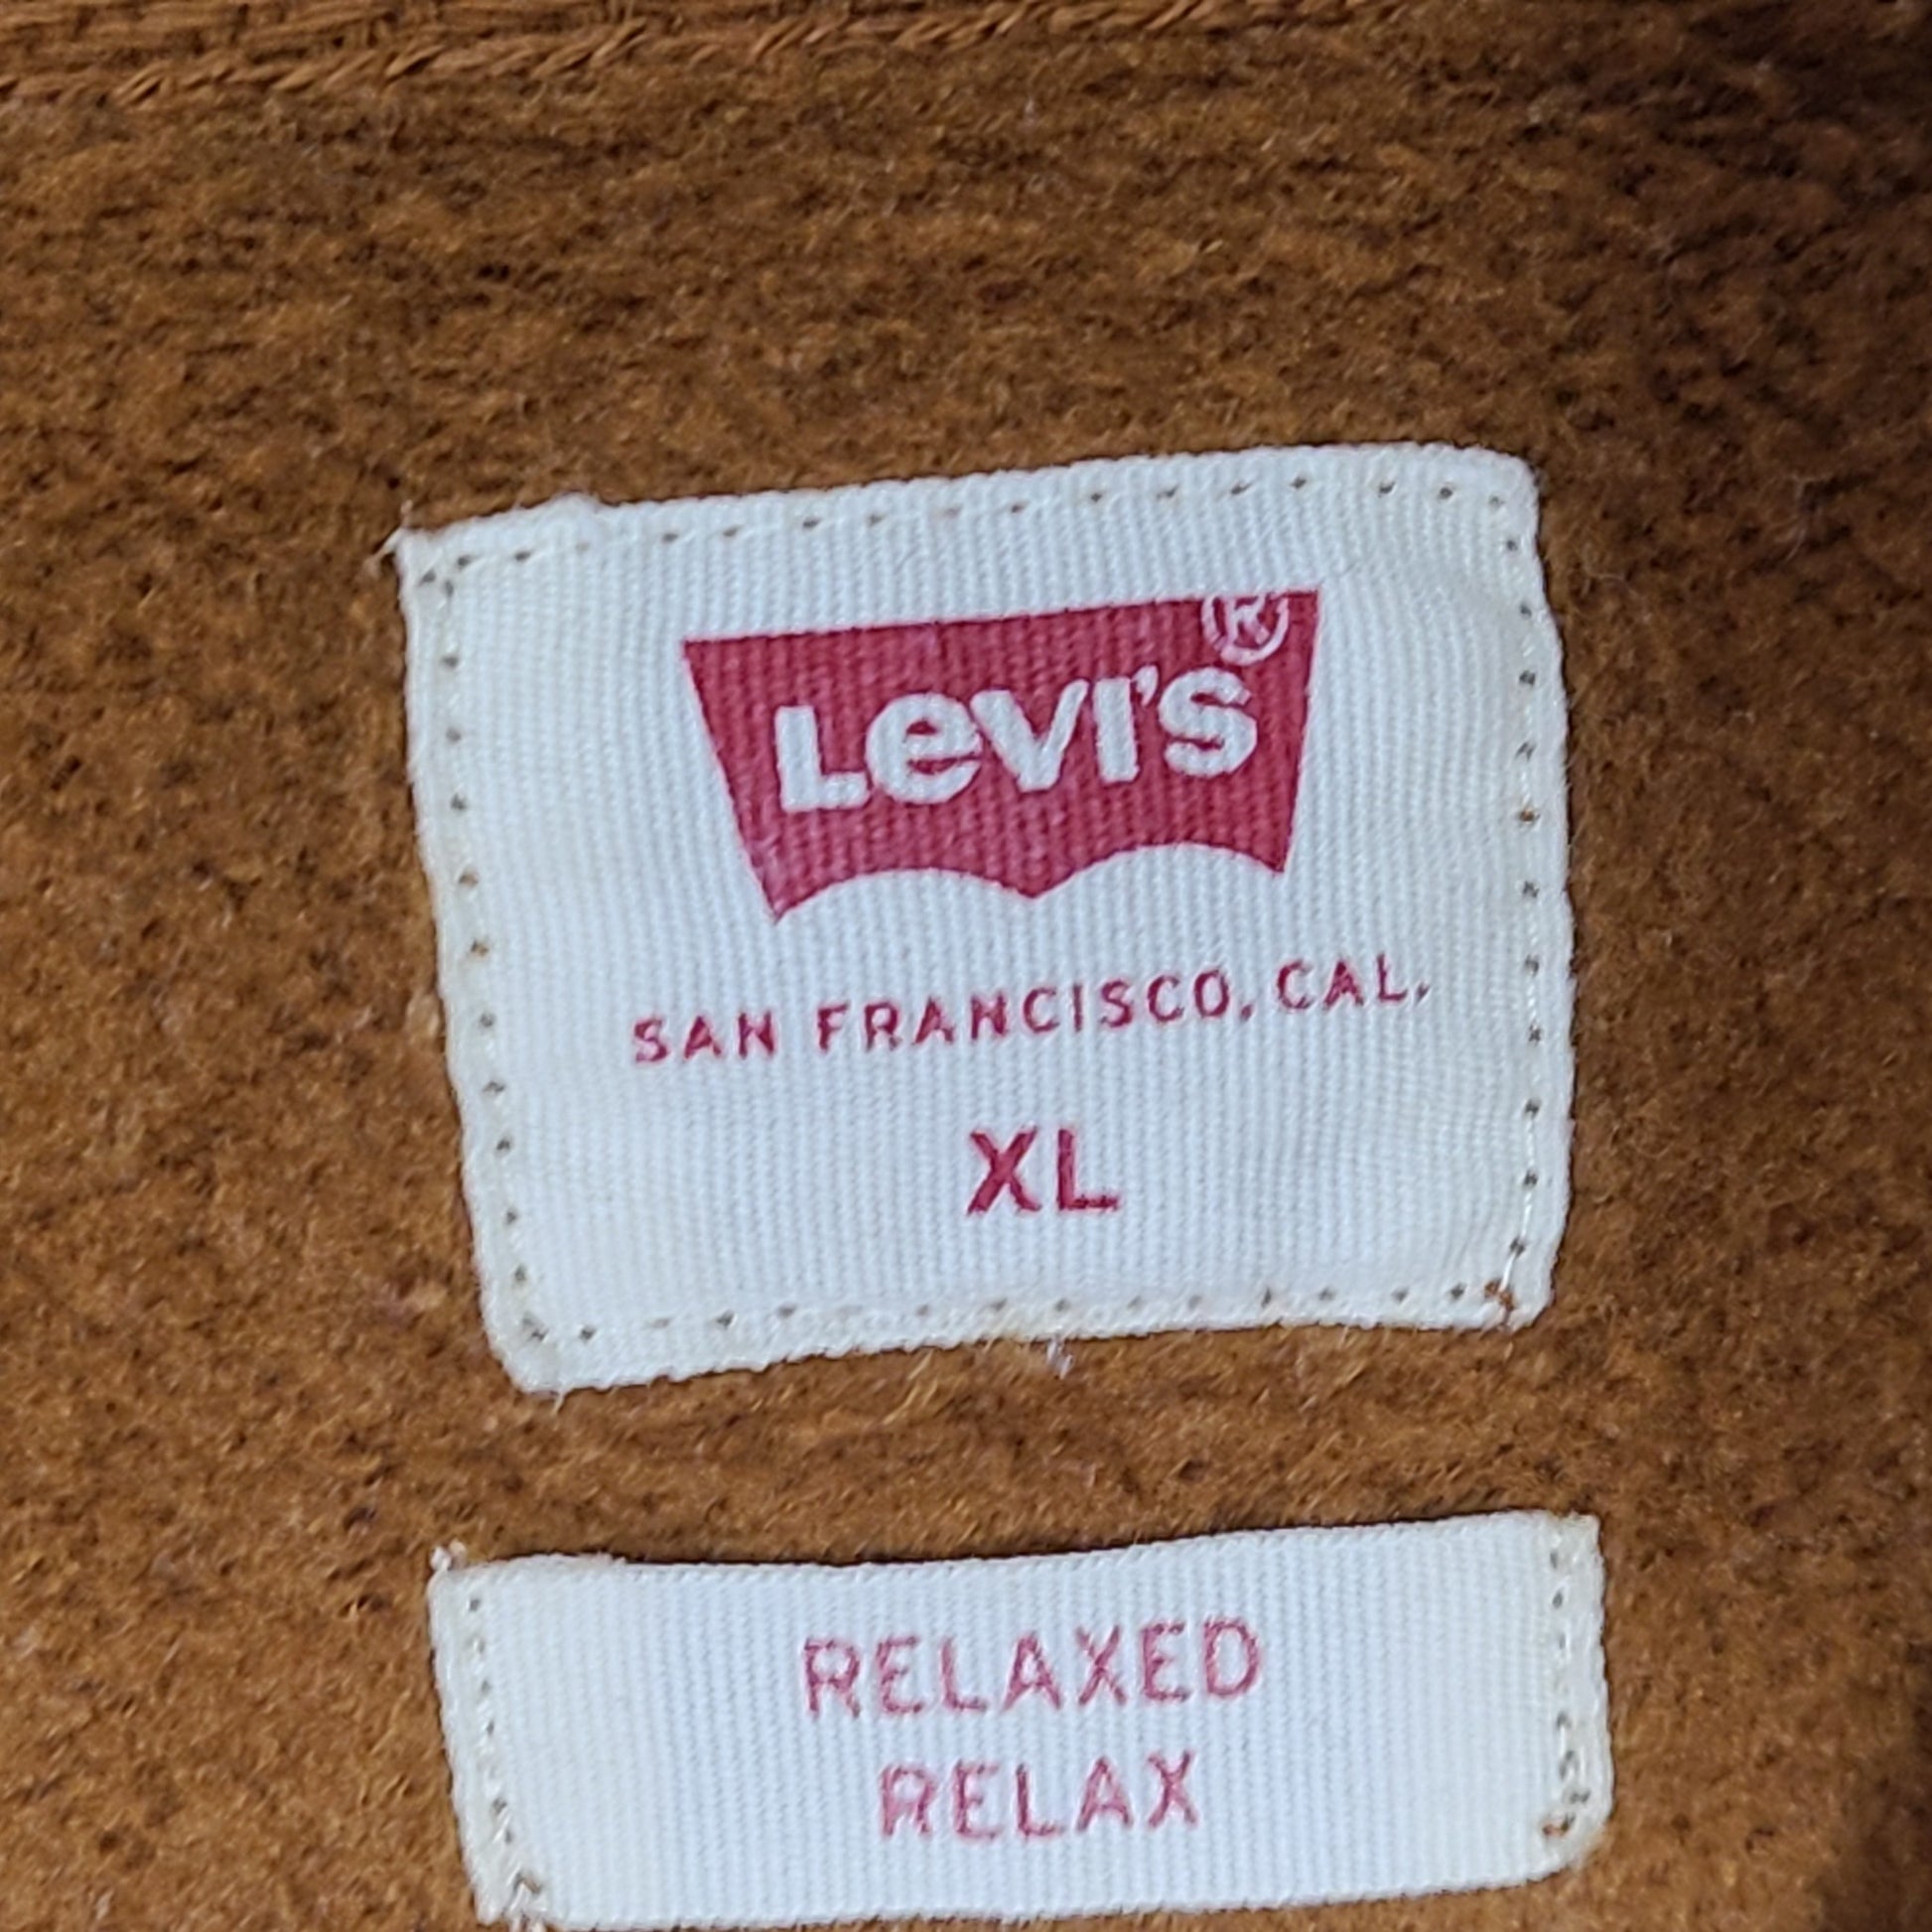 Levi's®
SAN FRANCISCO, CAL.
XL
RELAXED
RELAX